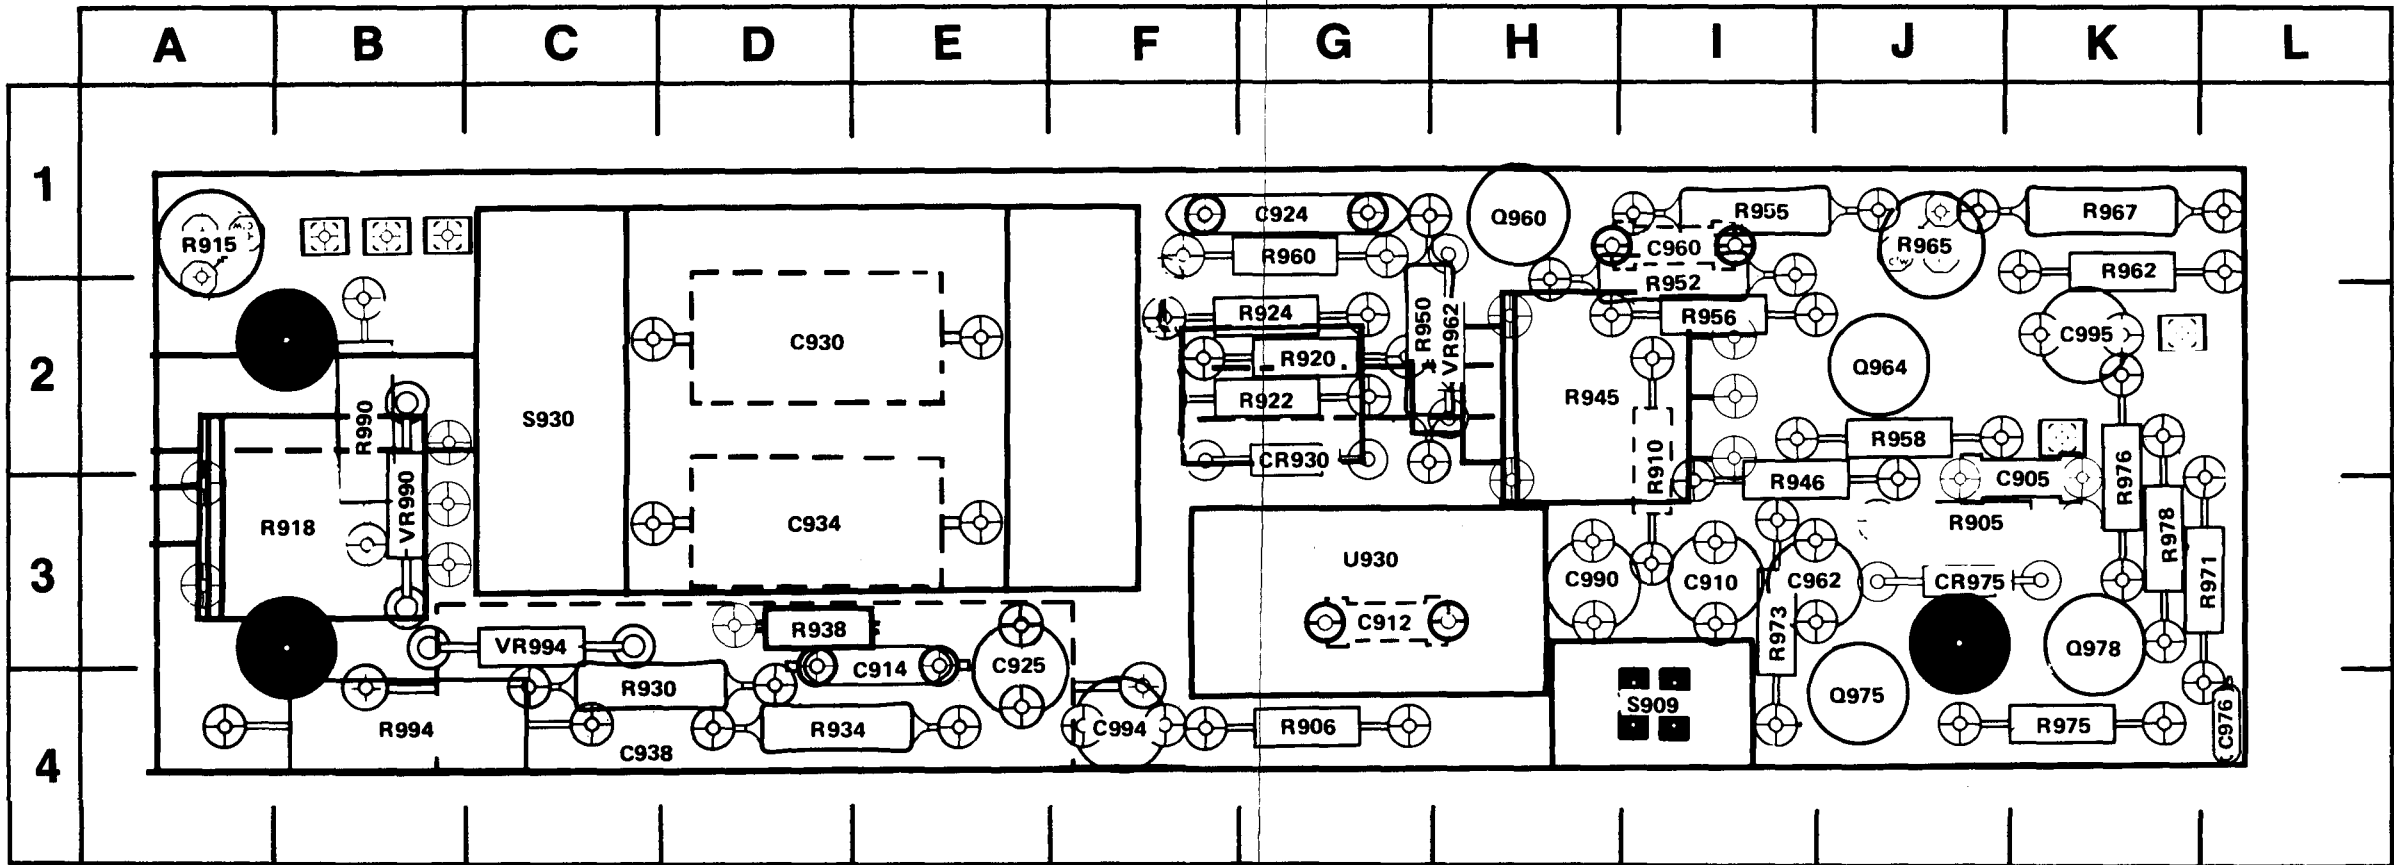 A B C D E F G H I J K L
1
R915 C924 Q960 R955 R967
R960 C960 R965
R952 R962
2
C930 R924 R950 VR962 R956 C995
R920 Q964
R990 S930 R922 R945
CR930 R910 R958 R976
R946 C905
3
R918 VR990 C934 R905 R978
U930 C990 C910 C962 CR975 R971
R938 C912 R973
VR994 C914 C925 Q978
4
R930 S909 Q975
R994 C938 R934 C994 R906 R975 C976